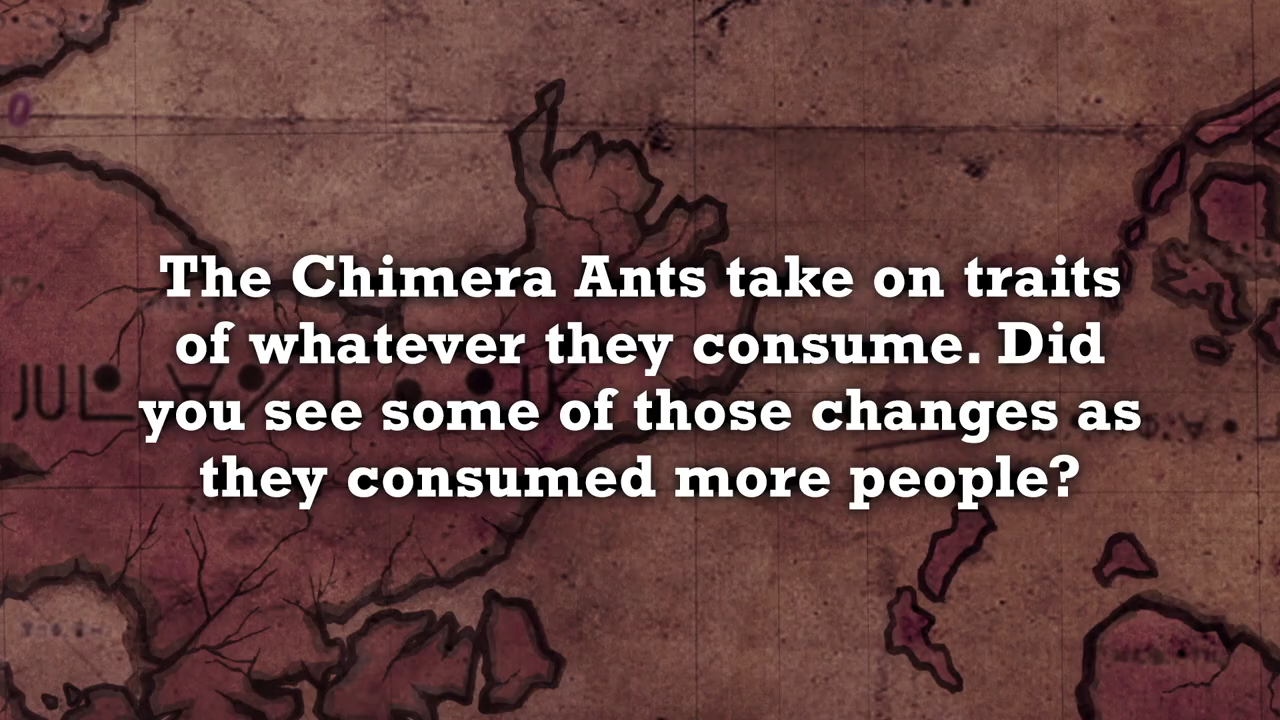 The Chimera Ants take on traits
of whatever they consume. Did
you see some of those changes as
they consumed more people?